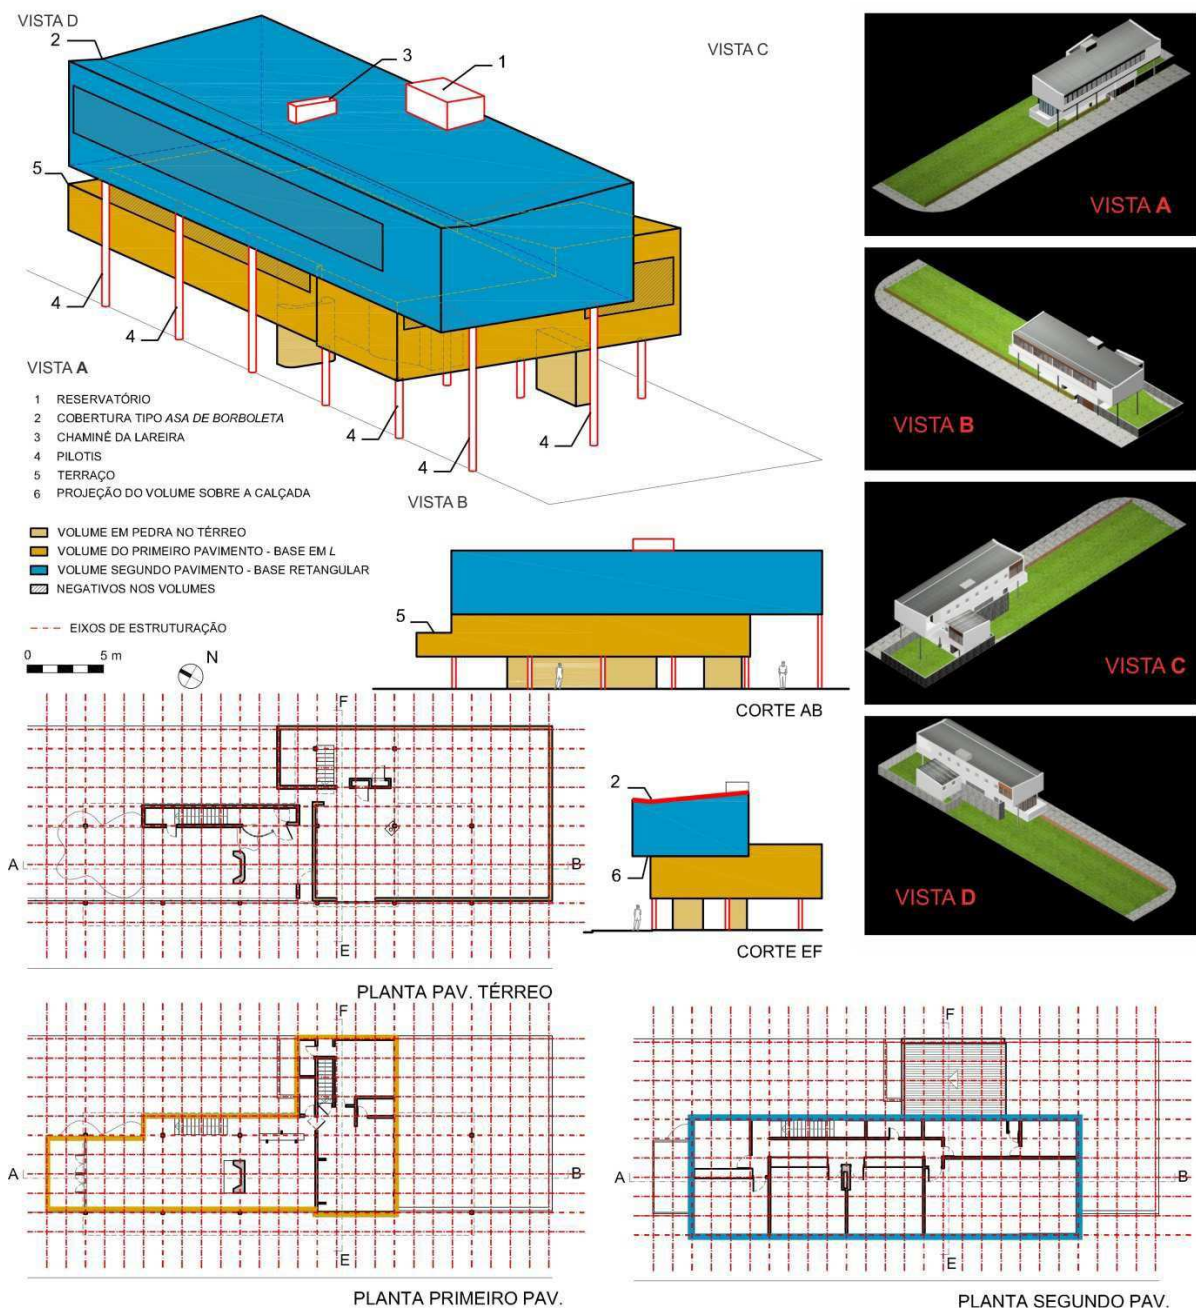 VISTA D
2
3
1
VISTA C
5
4
4
4
4
4
VISTA A
1 RESERVATÓRIO
2 COBERTURA TIPO ASA DE BORBOLETA
3 CHAMINÉ DA LAREIRA
4 PILOTIS
5 TERRAÇO
6 PROJEÇÃO DO VOLUME SOBRE A CALÇADA
VISTA B
VOLUME EM PEDRA NO TÉRREO
VOLUME DO PRIMEIRO PAVIMENTO - BASE EM L
VOLUME SEGUNDO PAVIMENTO - BASE RETANGULAR
NEGATIVOS NOS VOLUMES
EIXOS DE ESTRUTURAÇÃO
0 5 m
N
5
CORTE AB
VISTA A
VISTA B
VISTA C
VISTA D
F
A
B
E
PLANTA PAV. TÉRREO
2
6
CORTE EF
F
A
B
E
PLANTA PRIMEIRO PAV.
F
A
B
E
PLANTA SEGUNDO PAV.